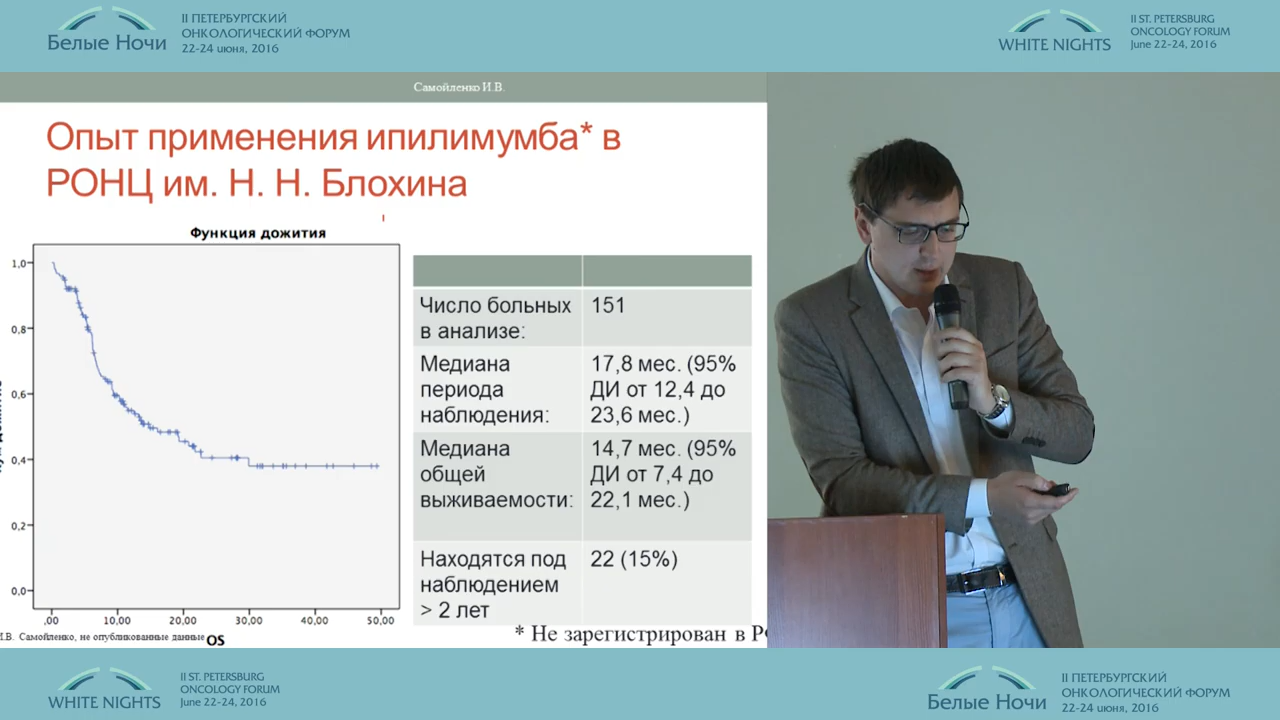 II ПЕТЕРБУРГСКИЙ
ОНКОЛОГИЧЕСКИЙ ФОРУМ
Белые Ночи
22-24 июня, 2016
II ST. PETERSBURG
ONCOLOGY FORUM
WHITE NIGHTS
June 22-24, 2016
Самойленко И.В.
Опыт применения ипилимумба* в
РОНЦ им. Н. Н. Блохина
Функция дожития
1,0
0,8
0,6
0,4
0,2
0,0
,00 10,00 20,00 30,00 40,00 50,00
OS
Число больных
в анализе:
151
Медиана
периода
наблюдения:
17,8 мес. (95%
ДИ от 12,4 до
23,6 мес.)
Медиана
общей
выживаемости:
14,7 мес. (95%
ДИ от 7,4 до
22,1 мес.)
Находятся под
наблюдением
> 2 лет
22 (15%)
И.В. Самойленко, не опубликованные данные
* Не зарегистрирован в
II ST. PETERSBURG
ONCOLOGY FORUM
WHITE NIGHTS
June 22-24, 2016
II ПЕТЕРБУРГСКИЙ
ОНКОЛОГИЧЕСКИЙ ФОРУМ
Белые Ночи
22-24 июня, 2016